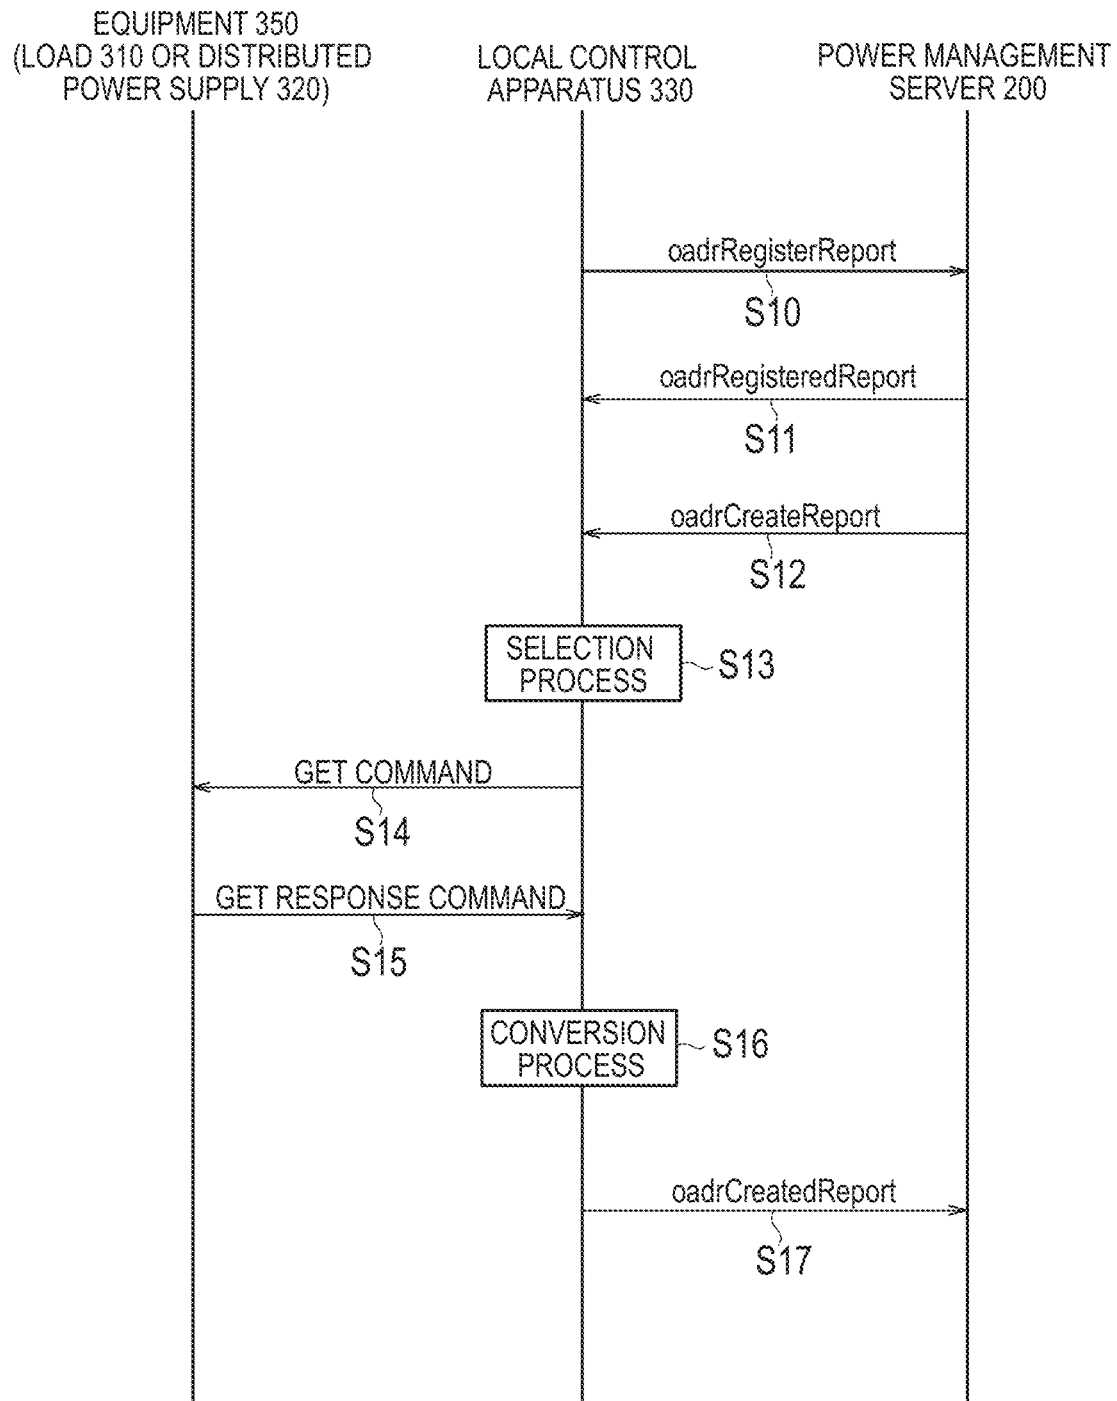 EQUIPMENT 350
(LOAD 310 OR DISTRIBUTED
POWER SUPPLY 320)
LOCAL CONTROL
APPARATUS 330
POWER MANAGEMENT
SERVER 200
oadrRegisterReport
S10
oadrRegisteredReport
S11
oadrCreateReport
S12
SELECTION
PROCESS
S13
GET COMMAND
S14
GET RESPONSE COMMAND
S15
CONVERSION
PROCESS
S16
oadrCreatedReport
S17